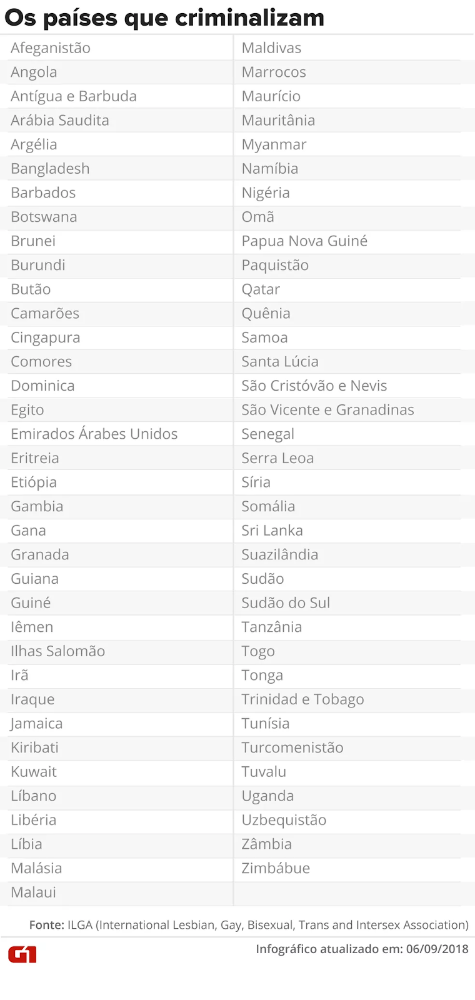 Os países que criminalizam
Afeganistão
Maldivas
Angola
Marrocos
Antígua e Barbuda
Maurício
Arábia Saudita
Mauritânia
Argélia
Myanmar
Bangladesh
Namíbia
Barbados
Nigéria
Botswana
Omã
Brunei
Papua Nova Guiné
Burundi
Paquistão
Butão
Qatar
Camarões
Quênia
Cingapura
Samoa
Comores
Santa Lúcia
Dominica
São Cristóvão e Nevis
Egito
São Vicente e Granadinas
Emirados Árabes Unidos
Senegal
Eritreia
Serra Leoa
Etiópia
Síria
Gambia
Somália
Gana
Sri Lanka
Granada
Suazilândia
Guiana
Sudão
Guiné
Sudão do Sul
Iêmen
Tanzânia
Ilhas Salomão
Togo
Irã
Tonga
Iraque
Trinidad e Tobago
Jamaica
Tunísia
Kiribati
Turcomenistão
Kuwait
Tuvalu
Líbano
Uganda
Libéria
Uzbequistão
Líbia
Zâmbia
Malásia
Zimbábue
Malaui
Fonte: ILGA (International Lesbian, Gay, Bisexual, Trans and Intersex Association)
G1
Infográfico atualizado em: 06/09/2018